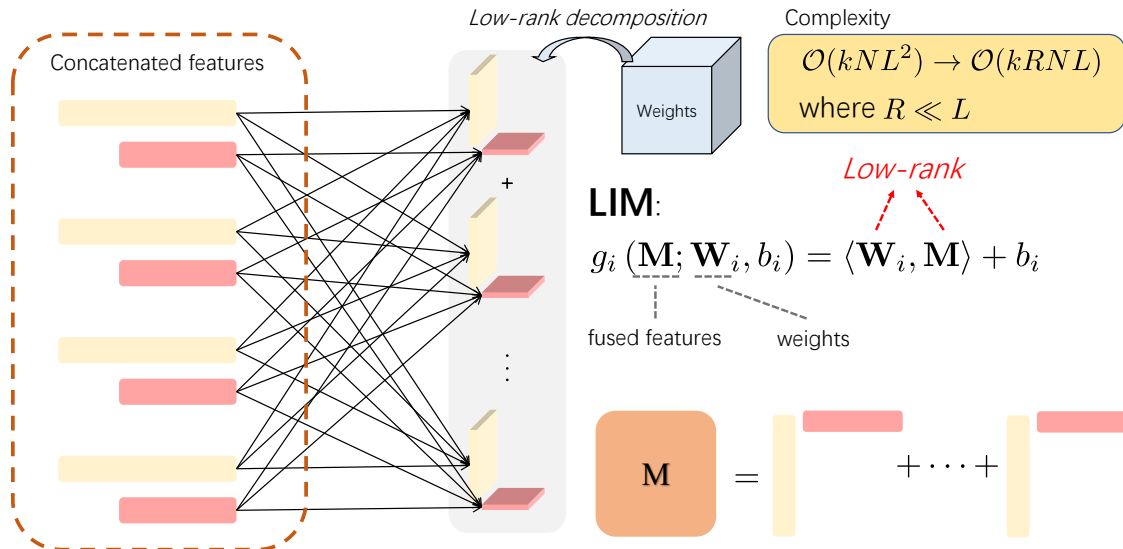 Low-rank decomposition
Complexity
Concatenated features
𝒪(kNL²) → 𝒪(kRNL)
where R ≪ L
Weights
Low-rank
+
LIM:
gᵢ (M; Wᵢ, bᵢ) = ⟨Wᵢ, M⟩ + bᵢ
fused features
weights
⋮
M = + ⋯ +